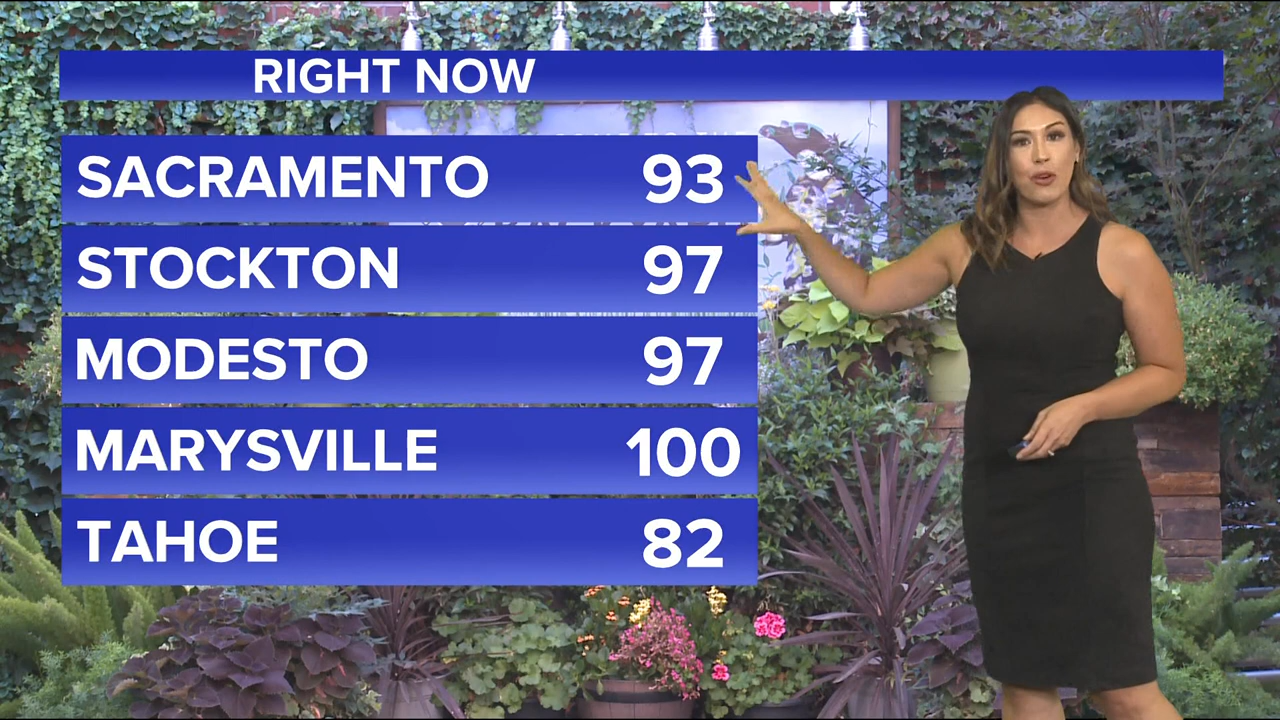 RIGHT NOW
SACRAMENTO 93
STOCKTON 97
MODESTO 97
MARYSVILLE 100
TAHOE 82